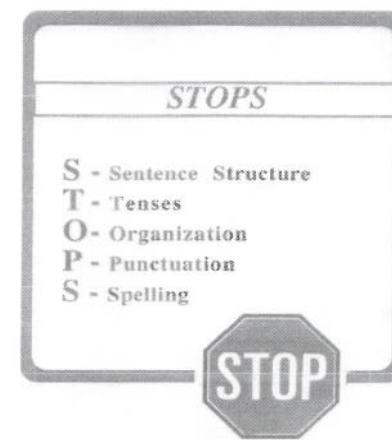 STOPS
S - Sentence Structure
T - Tenses
O- Organization
P - Punctuation
S - Spelling
STOP